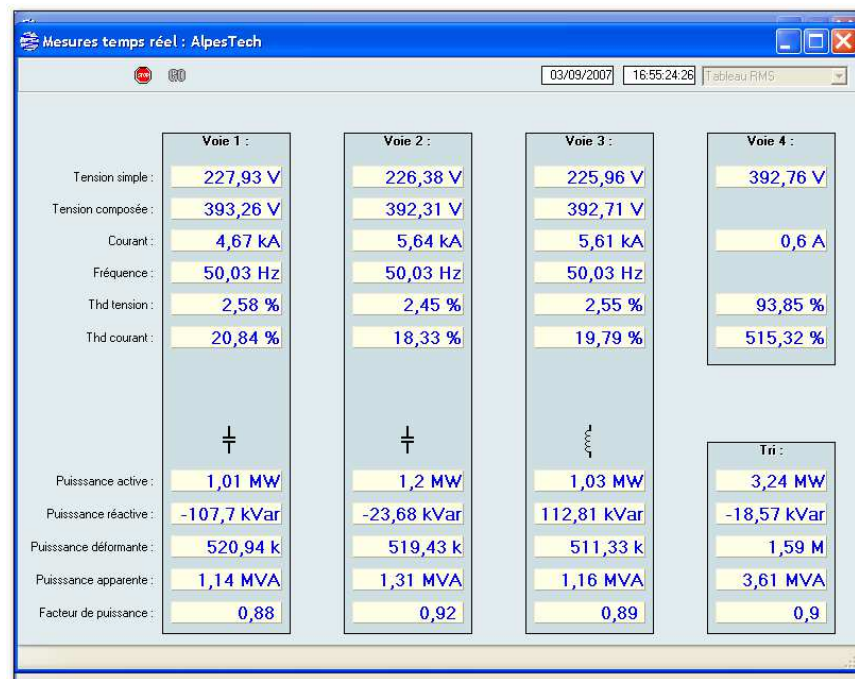 Mesures temps réel : AlpesTech
STOP GO 03/09/2007 16:55:24:26 Tableau RMS
Voie 1 : Voie 2 : Voie 3 : Voie 4 :
Tension simple : 227,93 V 226,38 V 225,96 V 392,76 V
Tension composée : 393,26 V 392,31 V 392,71 V
Courant : 4,67 kA 5,64 kA 5,61 kA 0,6 A
Fréquence : 50,03 Hz 50,03 Hz 50,03 Hz
Thd tension : 2,58 % 2,45 % 2,55 % 93,85 %
Thd courant : 20,84 % 18,33 % 19,79 % 515,32 %
Tri :
Puisssance active : 1,01 MW 1,2 MW 1,03 MW 3,24 MW
Puisssance réactive : -107,7 kVar -23,68 kVar 112,81 kVar -18,57 kVar
Puisssance déformante : 520,94 k 519,43 k 511,33 k 1,59 M
Puisssance apparente : 1,14 MVA 1,31 MVA 1,16 MVA 3,61 MVA
Facteur de puissance : 0,88 0,92 0,89 0,9